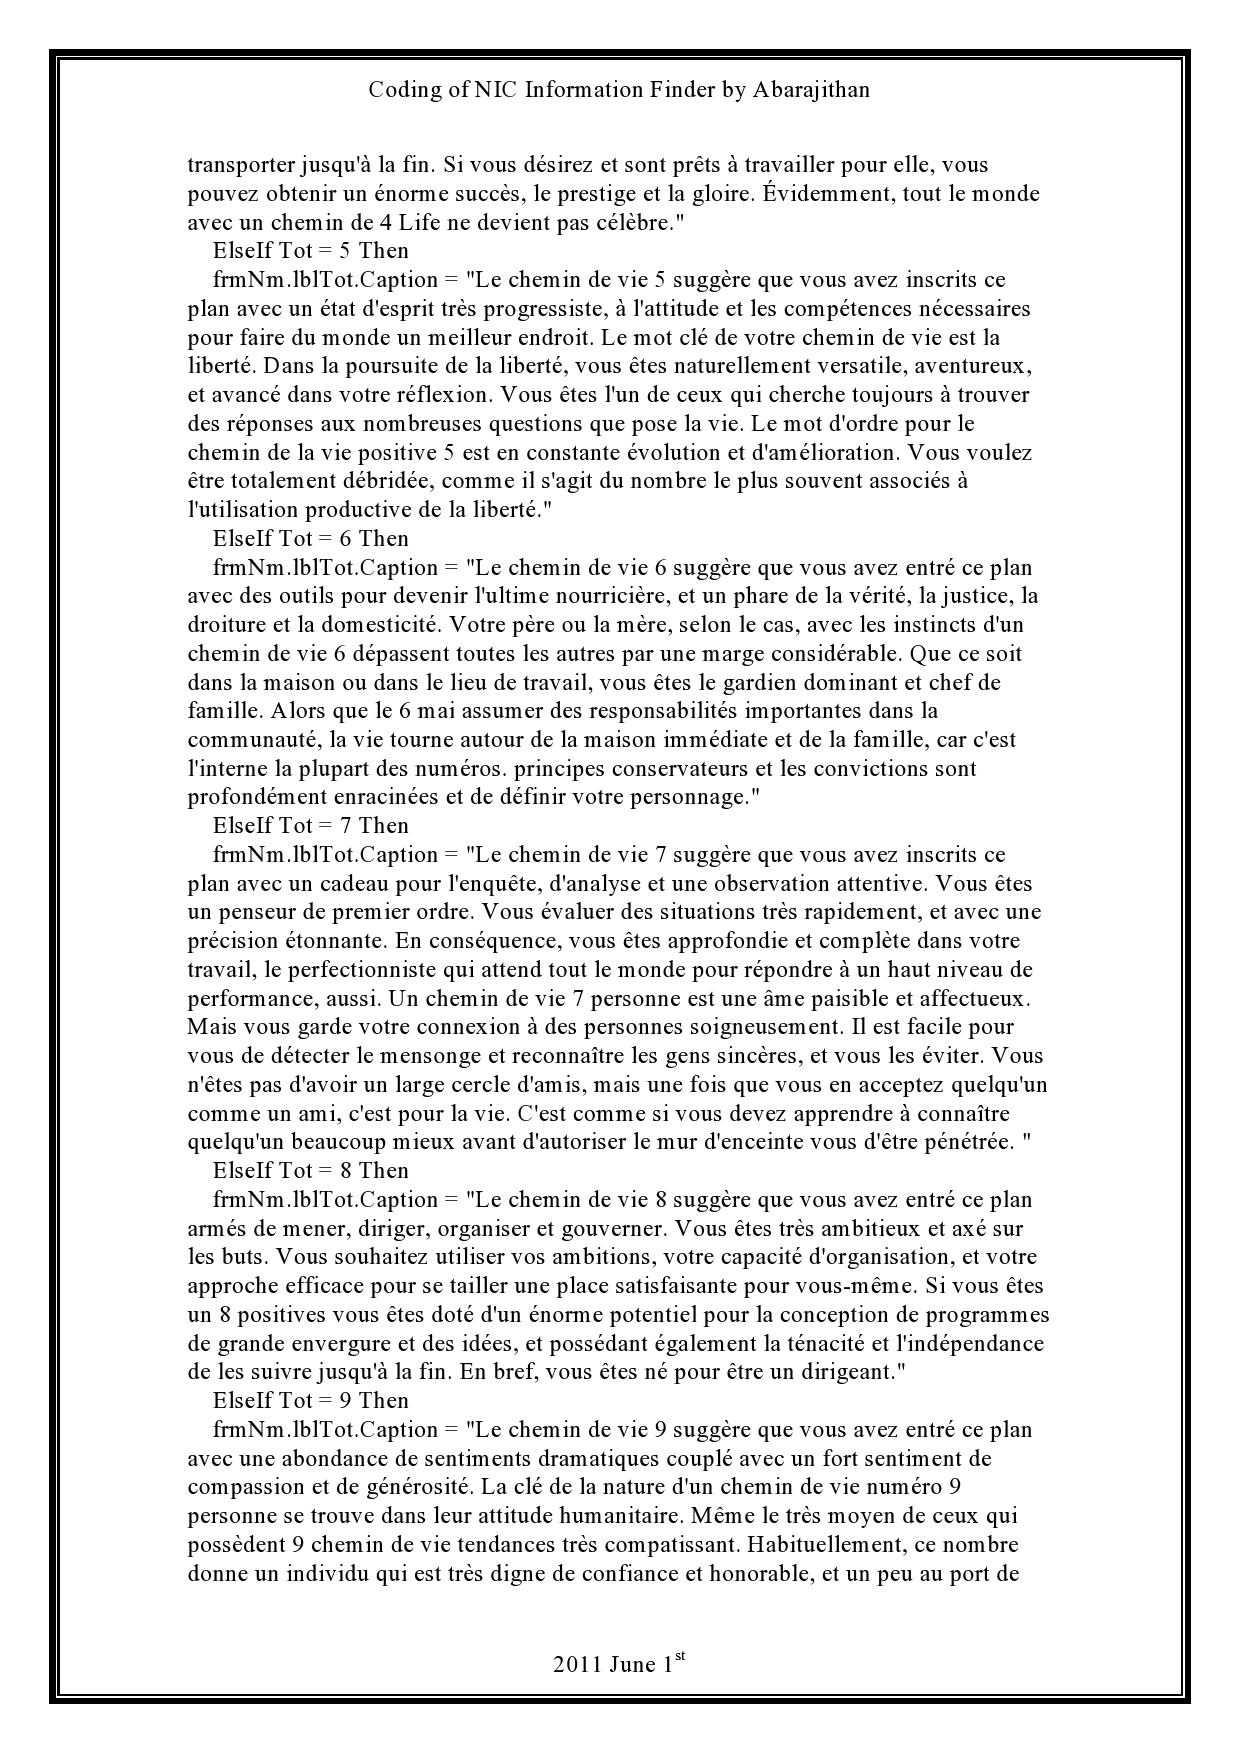 Coding of NIC Information Finder by Abarajithan
transporter jusqu'à la fin. Si vous désirez et sont prêts à travailler pour elle, vous
pouvez obtenir un énorme succès, le prestige et la gloire. Évidemment, tout le monde
avec un chemin de 4 Life ne devient pas célèbre."
ElseIf Tot = 5 Then
frmNm.lblTot.Caption = "Le chemin de vie 5 suggère que vous avez inscrits ce
plan avec un état d'esprit très progressiste, à l'attitude et les compétences nécessaires
pour faire du monde un meilleur endroit. Le mot clé de votre chemin de vie est la
liberté. Dans la poursuite de la liberté, vous êtes naturellement versatile, aventureux,
et avancé dans votre réflexion. Vous êtes l'un de ceux qui cherche toujours à trouver
des réponses aux nombreuses questions que pose la vie. Le mot d'ordre pour le
chemin de la vie positive 5 est en constante évolution et d'amélioration. Vous voulez
être totalement débridée, comme il s'agit du nombre le plus souvent associés à
l'utilisation productive de la liberté."
ElseIf Tot = 6 Then
frmNm.lblTot.Caption = "Le chemin de vie 6 suggère que vous avez entré ce plan
avec des outils pour devenir l'ultime nourricière, et un phare de la vérité, la justice, la
droiture et la domesticité. Votre père ou la mère, selon le cas, avec les instincts d'un
chemin de vie 6 dépassent toutes les autres par une marge considérable. Que ce soit
dans la maison ou dans le lieu de travail, vous êtes le gardien dominant et chef de
famille. Alors que le 6 mai assumer des responsabilités importantes dans la
communauté, la vie tourne autour de la maison immédiate et de la famille, car c'est
l'interne la plupart des numéros. principes conservateurs et les convictions sont
profondément enracinées et de définir votre personnage."
ElseIf Tot = 7 Then
frmNm.lblTot.Caption = "Le chemin de vie 7 suggère que vous avez inscrits ce
plan avec un cadeau pour l'enquête, d'analyse et une observation attentive. Vous êtes
un penseur de premier ordre. Vous évaluer des situations très rapidement, et avec une
précision étonnante. En conséquence, vous êtes approfondie et complète dans votre
travail, le perfectionniste qui attend tout le monde pour répondre à un haut niveau de
performance, aussi. Un chemin de vie 7 personne est une âme paisible et affectueux.
Mais vous garde votre connexion à des personnes soigneusement. Il est facile pour
vous de détecter le mensonge et reconnaître les gens sincères, et vous les éviter. Vous
n'êtes pas d'avoir un large cercle d'amis, mais une fois que vous en acceptez quelqu'un
comme un ami, c'est pour la vie. C'est comme si vous devez apprendre à connaître
quelqu'un beaucoup mieux avant d'autoriser le mur d'enceinte vous d'être pénétrée. "
ElseIf Tot = 8 Then
frmNm.lblTot.Caption = "Le chemin de vie 8 suggère que vous avez entré ce plan
armés de mener, diriger, organiser et gouverner. Vous êtes très ambitieux et axé sur
les buts. Vous souhaitez utiliser vos ambitions, votre capacité d'organisation, et votre
approche efficace pour se tailler une place satisfaisante pour vous-même. Si vous êtes
un 8 positives vous êtes doté d'un énorme potentiel pour la conception de programmes
de grande envergure et des idées, et possédant également la ténacité et l'indépendance
de les suivre jusqu'à la fin. En bref, vous êtes né pour être un dirigeant."
ElseIf Tot = 9 Then
frmNm.lblTot.Caption = "Le chemin de vie 9 suggère que vous avez entré ce plan
avec une abondance de sentiments dramatiques couplé avec un fort sentiment de
compassion et de générosité. La clé de la nature d'un chemin de vie numéro 9
personne se trouve dans leur attitude humanitaire. Même le très moyen de ceux qui
possèdent 9 chemin de vie tendances très compatissant. Habituellement, ce nombre
donne un individu qui est très digne de confiance et honorable, et un peu au port de
2011 June 1st